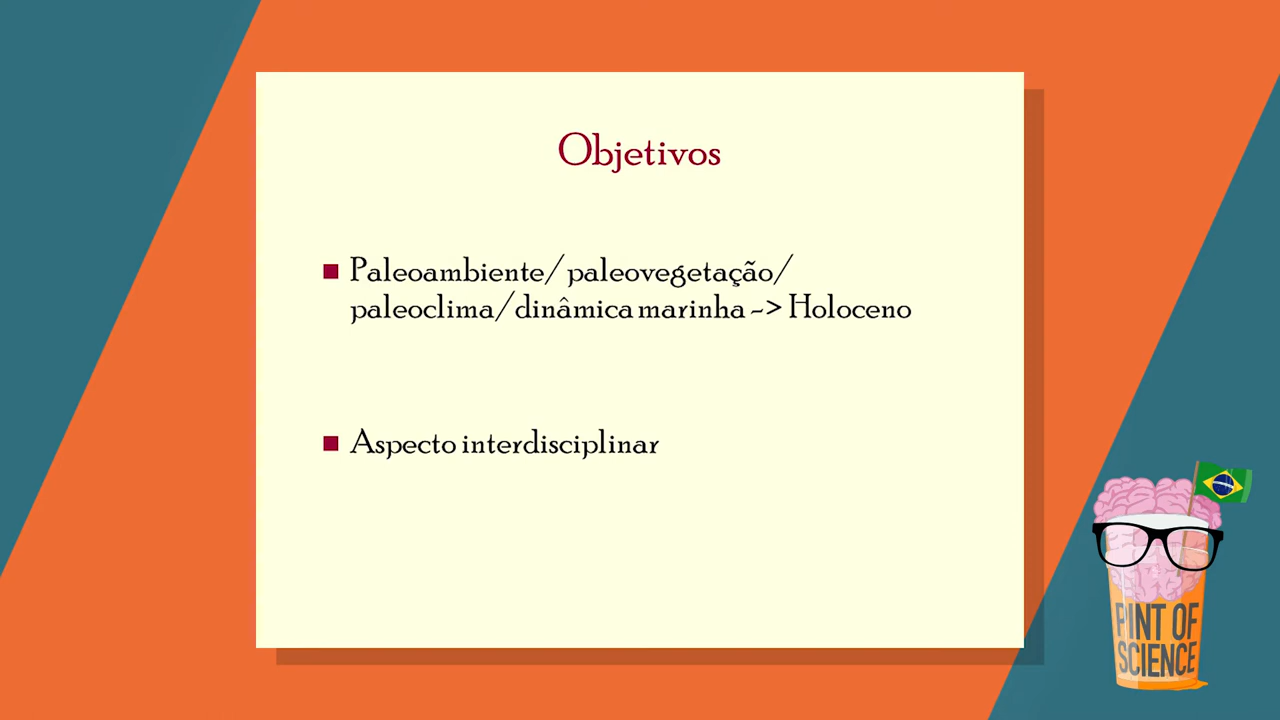 Objetivos
Paleoambiente/paleovegetação/
paleoclima/dinâmica marinha -> Holoceno
Aspecto interdisciplinar
PINT OF
SCIENCE